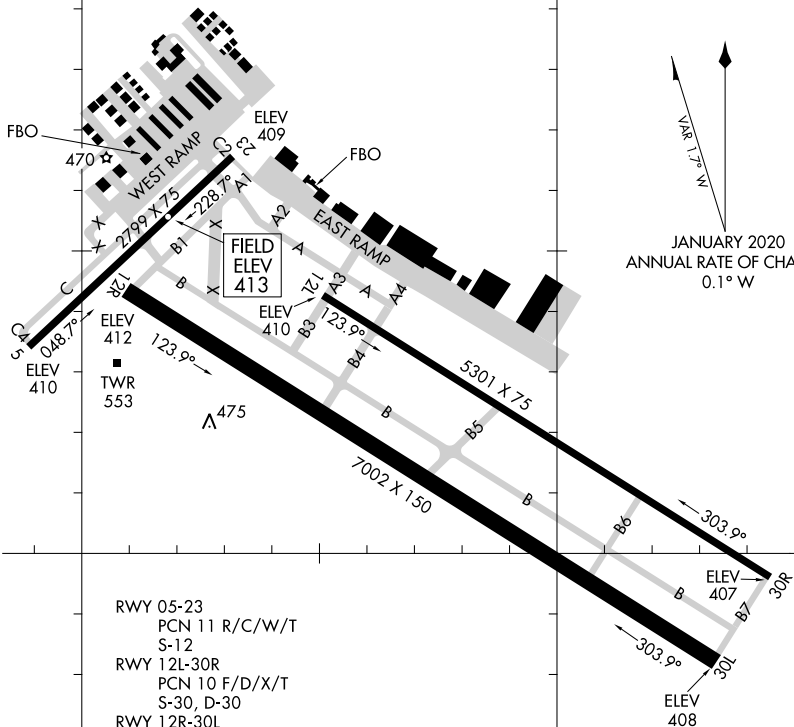 FBO
470
WEST RAMP
ELEV
409
23
C2
A1
FBO
VAR 1.7° W
JANUARY 2020
ANNUAL RATE OF CHA
0.1° W
2799 X 75
228.7°
X
X
X
X
B1
A2
A
EAST RAMP
FIELD
ELEV
413
C
B
12R
12L
A3
A
A4
ELEV
410
B3
123.9°
B4
C4
5
048.7°
ELEV
410
ELEV
412
123.9°
TWR
553
475
5301 X 75
B
B5
7002 X 150
B
B6
303.9°
ELEV
407
30R
B
B7
303.9°
30L
ELEV
408
RWY 05-23
PCN 11 R/C/W/T
S-12
RWY 12L-30R
PCN 10 F/D/X/T
S-30, D-30
RWY 12R-30L